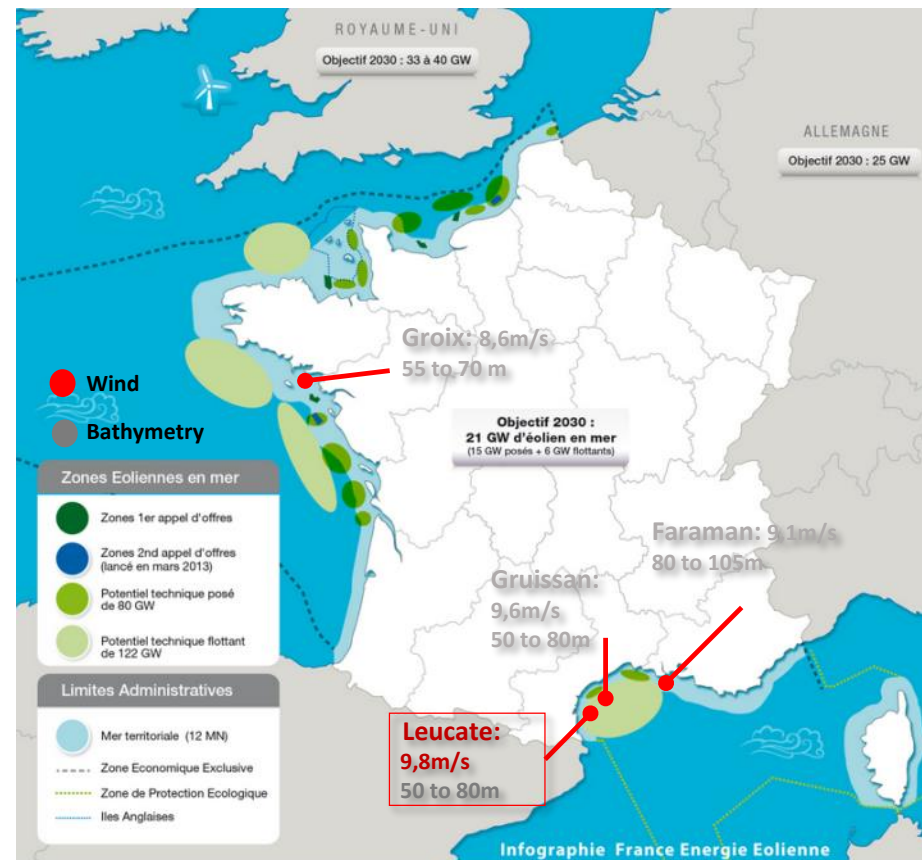 ROYAUME-UNI
Objectif 2030 : 33 à 40 GW
ALLEMAGNE
Objectif 2030 : 25 GW
Groix: 8,6m/s
55 to 70 m
Wind
Bathymetry
Objectif 2030 :
21 GW d'éolien en mer
(15 GW posés + 6 GW flottants)
Zones Eoliennes en mer
Zones 1er appel d'offres
Zones 2nd appel d'offres
(lancé en mars 2013)
Potentiel technique posé
de 80 GW
Potentiel technique flottant
de 122 GW
Faraman: 9,1m/s
80 to 105m
Gruissan:
9,6m/s
50 to 80m
Limites Administratives
Mer territoriale (12 MN)
Zone Economique Exclusive
Zone de Protection Ecologique
Iles Anglaises
Leucate:
9,8m/s
50 to 80m
Infographie France Energie Eolienne